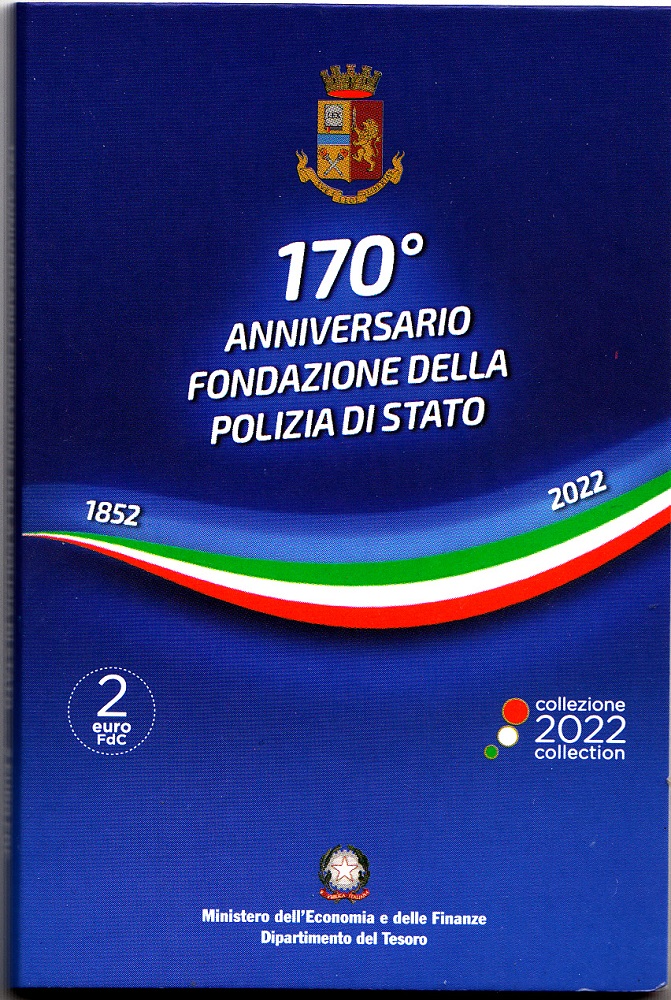 170°
ANNIVERSARIO
FONDAZIONE DELLA
POLIZIA DI STATO
1852
2022
2
euro
FdC
collezione
2022
collection
Ministero dell'Economia e delle Finanze
Dipartimento del Tesoro